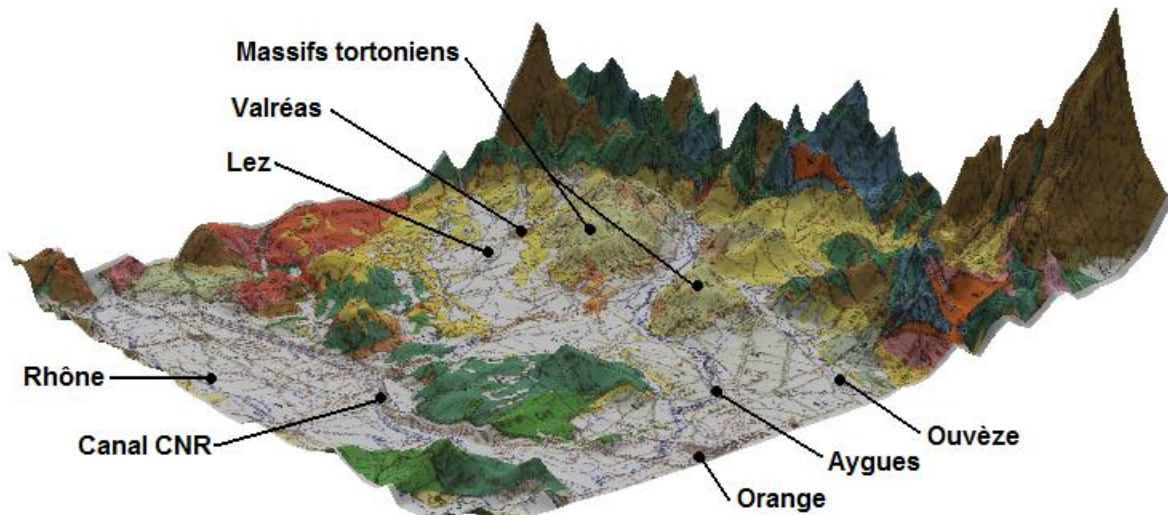 Massifs tortoniens
Valréas
Lez
Rhône
Canal CNR
Ouvèze
Aygues
Orange